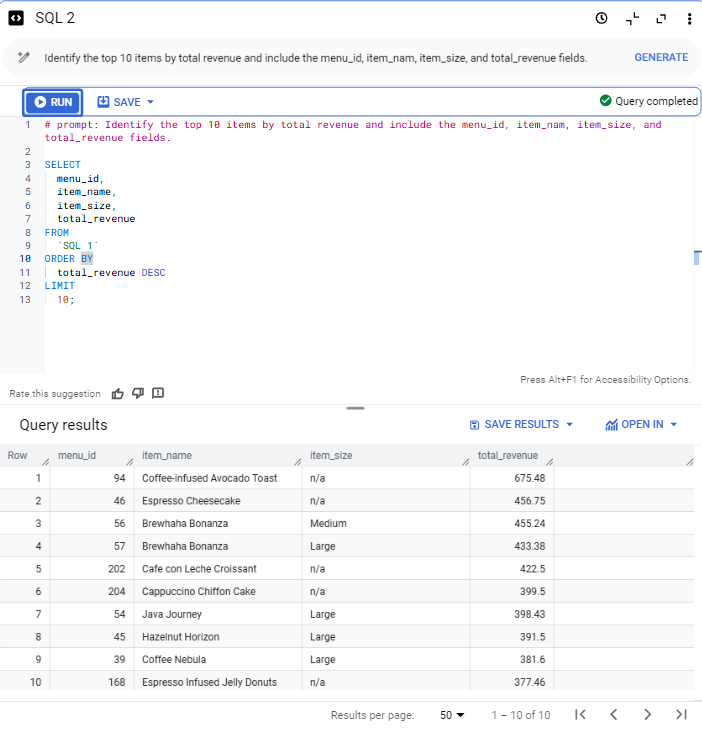 SQL 2
Identify the top 10 items by total revenue and include the menu_id, item_nam, item_size, and total_revenue fields.
GENERATE
RUN
SAVE
Query completed
1 # prompt: Identify the top 10 items by total revenue and include the menu_id, item_nam, item_size, and
total_revenue fields.
2
3 SELECT
4 menu_id,
5 item_name,
6 item_size,
7 total_revenue
8 FROM
9 `SQL 1`
10 ORDER BY
11 total_revenue DESC
12 LIMIT
13 10;
Press Alt+F1 for Accessibility Options.
Rate this suggestion
Query results
SAVE RESULTS
OPEN IN
Row menu_id item_name item_size total_revenue
1 94 Coffee-infused Avocado Toast n/a 675.48
2 46 Espresso Cheesecake n/a 456.75
3 56 Brewhaha Bonanza Medium 455.24
4 57 Brewhaha Bonanza Large 433.38
5 202 Cafe con Leche Croissant n/a 422.5
6 204 Cappuccino Chiffon Cake n/a 399.5
7 54 Java Journey Large 398.43
8 45 Hazelnut Horizon Large 391.5
9 39 Coffee Nebula Large 381.6
10 168 Espresso Infused Jelly Donuts n/a 377.46
Results per page: 50 1 – 10 of 10